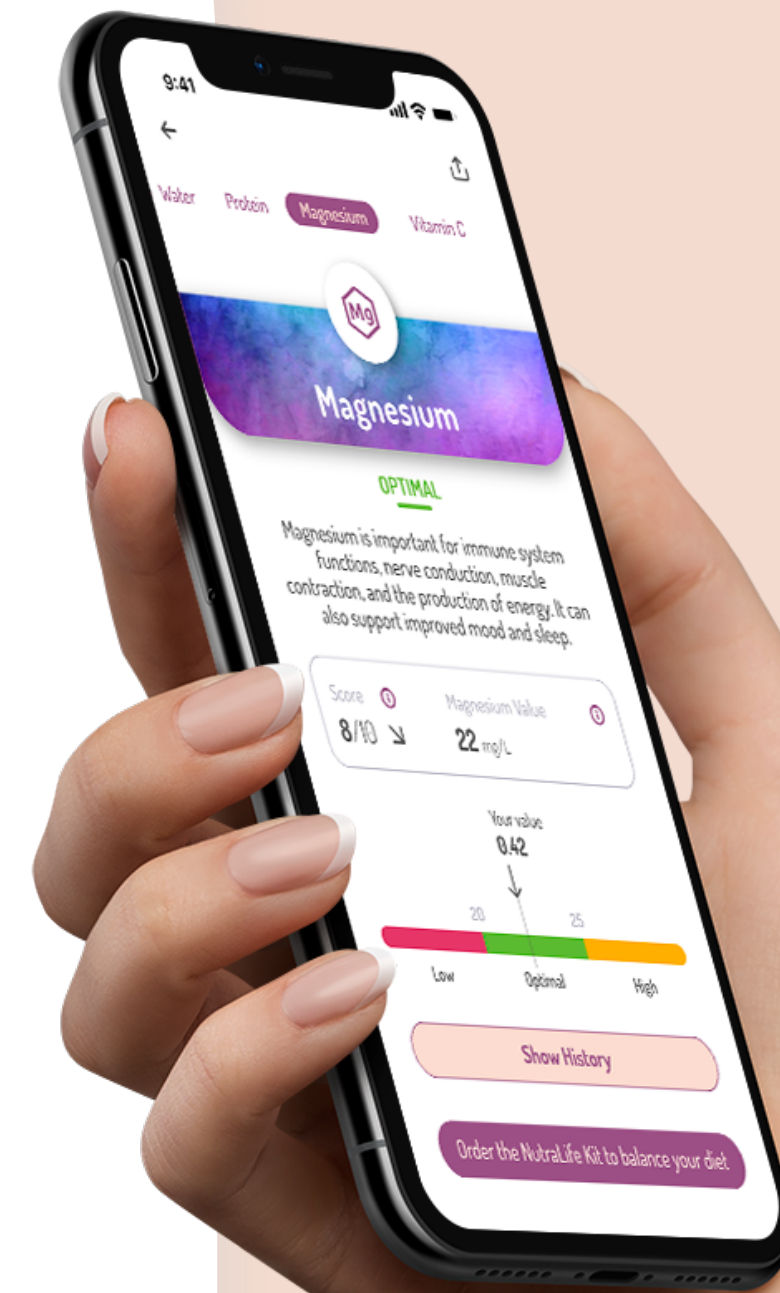 9:41
Water Protein Magnesium Vitamin C
Mg
Magnesium
OPTIMAL
Magnesium is important for immune system
functions, nerve conduction, muscle
contraction, and the production of energy. It can
also support improved mood and sleep.
Score Magnesium Value
8/10 22 mg/L
Your value
0.42
20 25
Low Optimal High
Show History
Order the NutraLife Kit to balance your diet